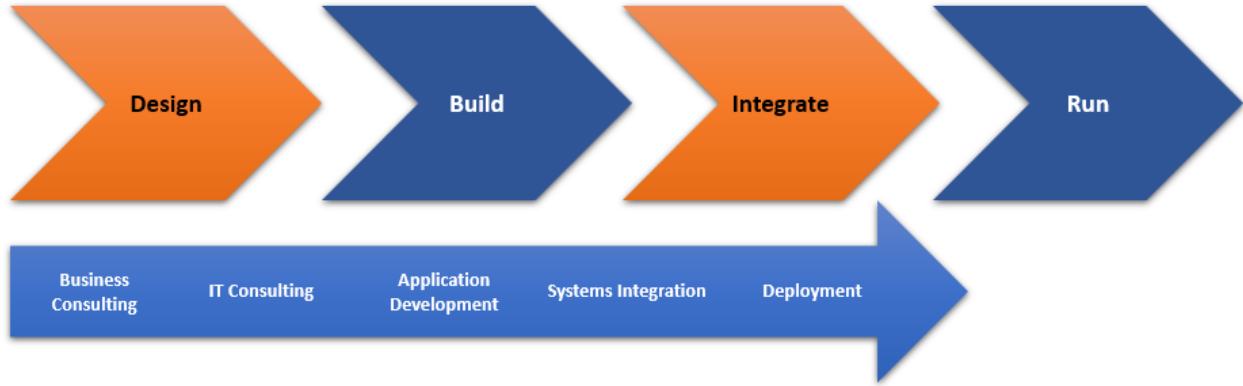 Design
Build
Integrate
Run
Business
Consulting
IT Consulting
Application
Development
Systems Integration
Deployment